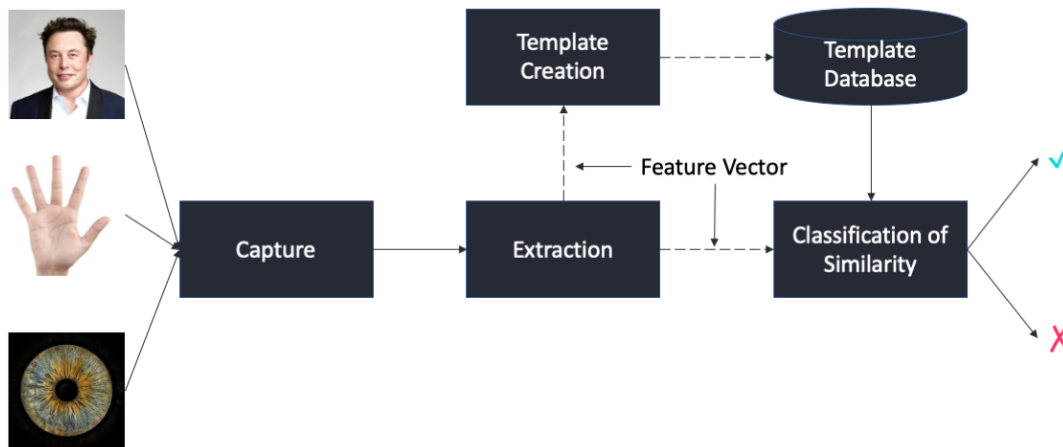 Template
Creation
Template
Database
Feature Vector
Capture
Extraction
Classification of
Similarity